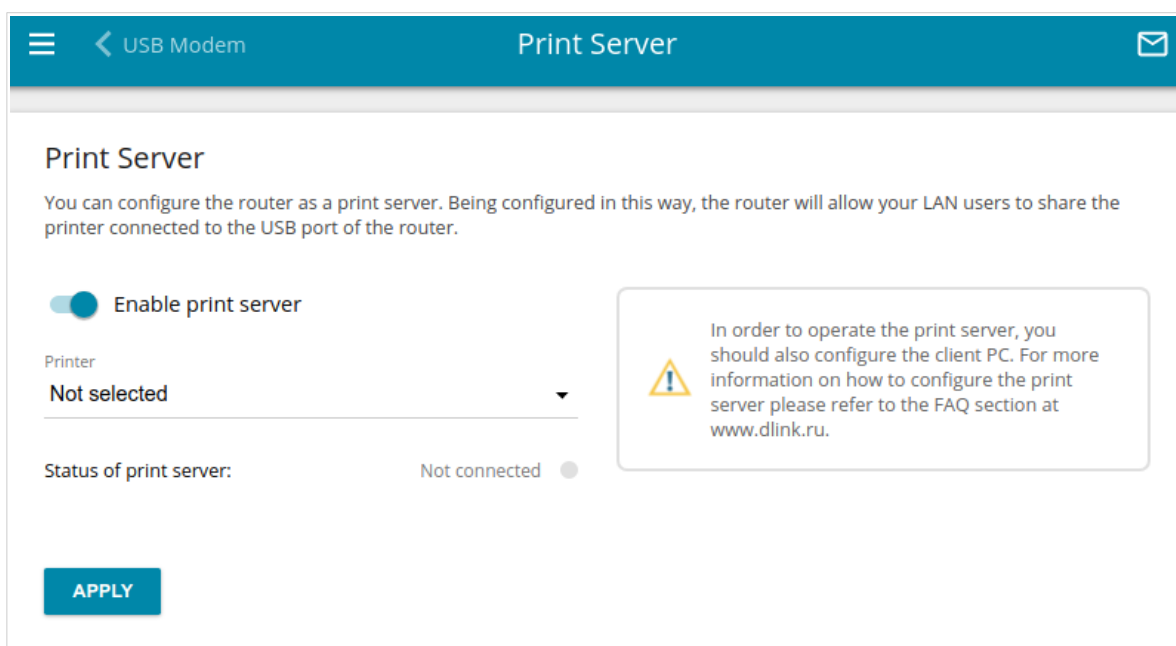 USB Modem
Print Server
Print Server
You can configure the router as a print server. Being configured in this way, the router will allow your LAN users to share the
printer connected to the USB port of the router.
Enable print server
Printer
Not selected
Status of print server:
Not connected
In order to operate the print server, you
should also configure the client PC. For more
information on how to configure the print
server please refer to the FAQ section at
www.dlink.ru.
APPLY